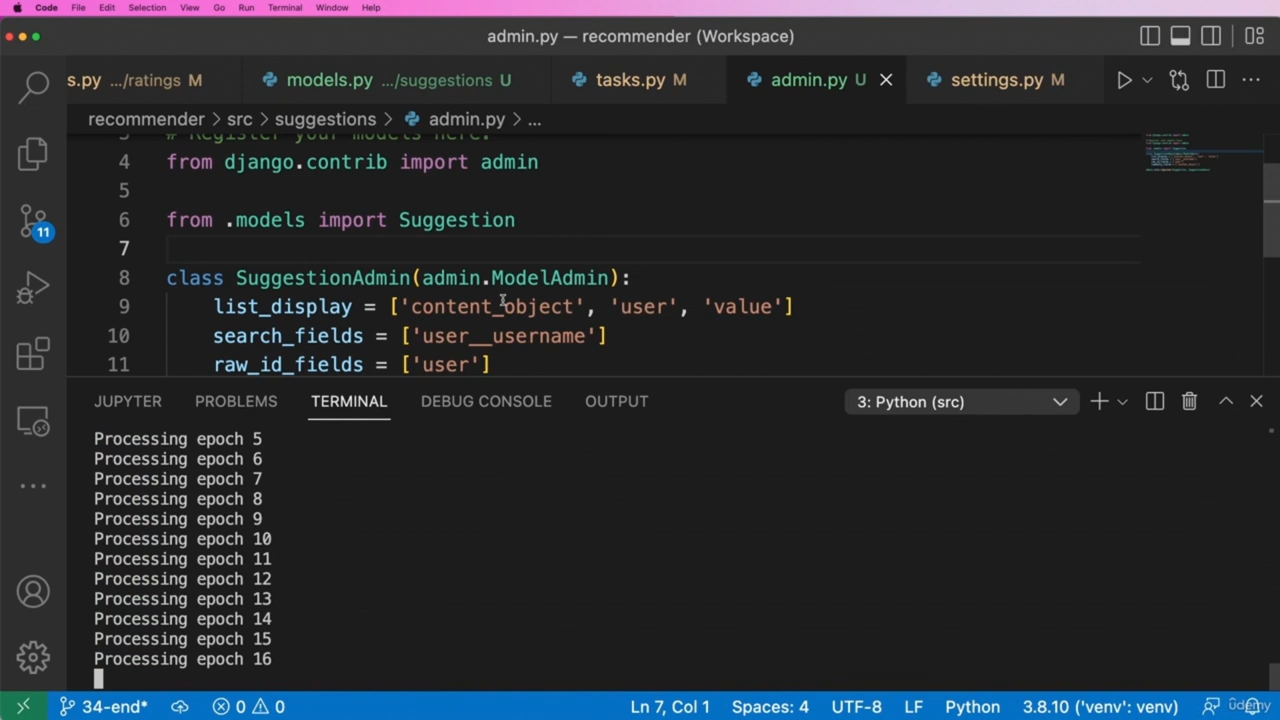 Code File Edit Selection View Go Run Terminal Window Help
admin.py — recommender (Workspace)
s.py .../ratings M models.py .../suggestions U tasks.py M admin.py U settings.py M
recommender > src > suggestions > admin.py > ...
3 # Register your models here.
4 from django.contrib import admin
5
6 from .models import Suggestion
7
8 class SuggestionAdmin(admin.ModelAdmin):
9 list_display = ['content_object', 'user', 'value']
10 search_fields = ['user__username']
11 raw_id_fields = ['user']
11
JUPYTER PROBLEMS TERMINAL DEBUG CONSOLE OUTPUT 3: Python (src)
Processing epoch 5
Processing epoch 6
Processing epoch 7
Processing epoch 8
Processing epoch 9
Processing epoch 10
Processing epoch 11
Processing epoch 12
Processing epoch 13
Processing epoch 14
Processing epoch 15
Processing epoch 16
34-end* 0 0 Ln 7, Col 1 Spaces: 4 UTF-8 LF Python 3.8.10 ('venv': venv) udemy